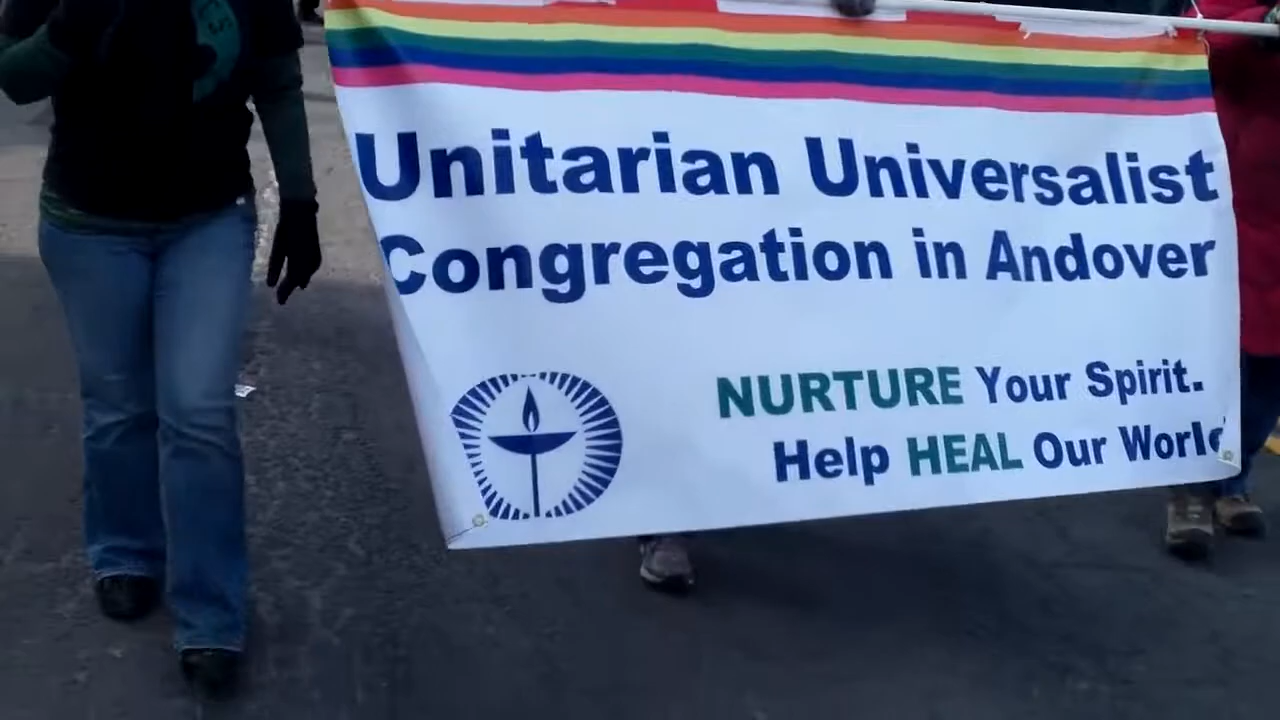 Unitarian Universalist
Congregation in Andover
NURTURE Your Spirit.
Help HEAL Our World